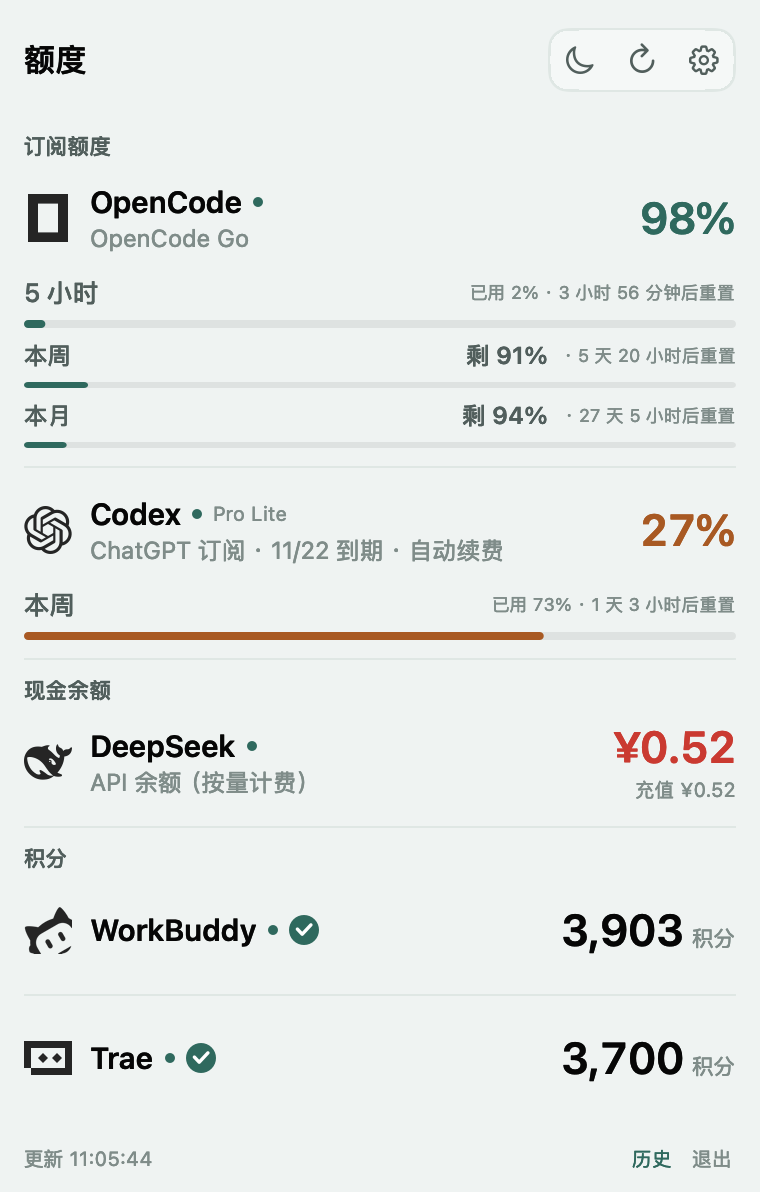 额度
订阅额度
OpenCode
98%
OpenCode Go
5 小时 已用 2% · 3 小时 56 分钟后重置
本周 剩 91% · 5 天 20 小时后重置
本月 剩 94% · 27 天 5 小时后重置
Codex Pro Lite
27%
ChatGPT 订阅 · 11/22 到期 · 自动续费
本周 已用 73% · 1 天 3 小时后重置
现金余额
DeepSeek
¥0.52
API 余额（按量计费）
充值 ¥0.52
积分
WorkBuddy 3,903 积分
Trae 3,700 积分
更新 11:05:44 历史 退出